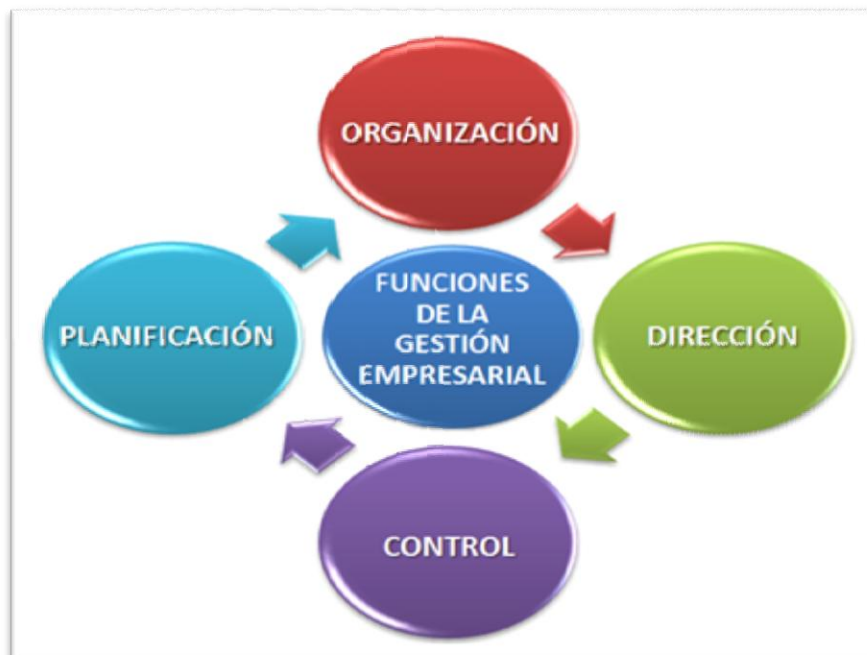 ORGANIZACIÓN
PLANIFICACIÓN
FUNCIONES
DE LA
GESTIÓN
EMPRESARIAL
DIRECCIÓN
CONTROL